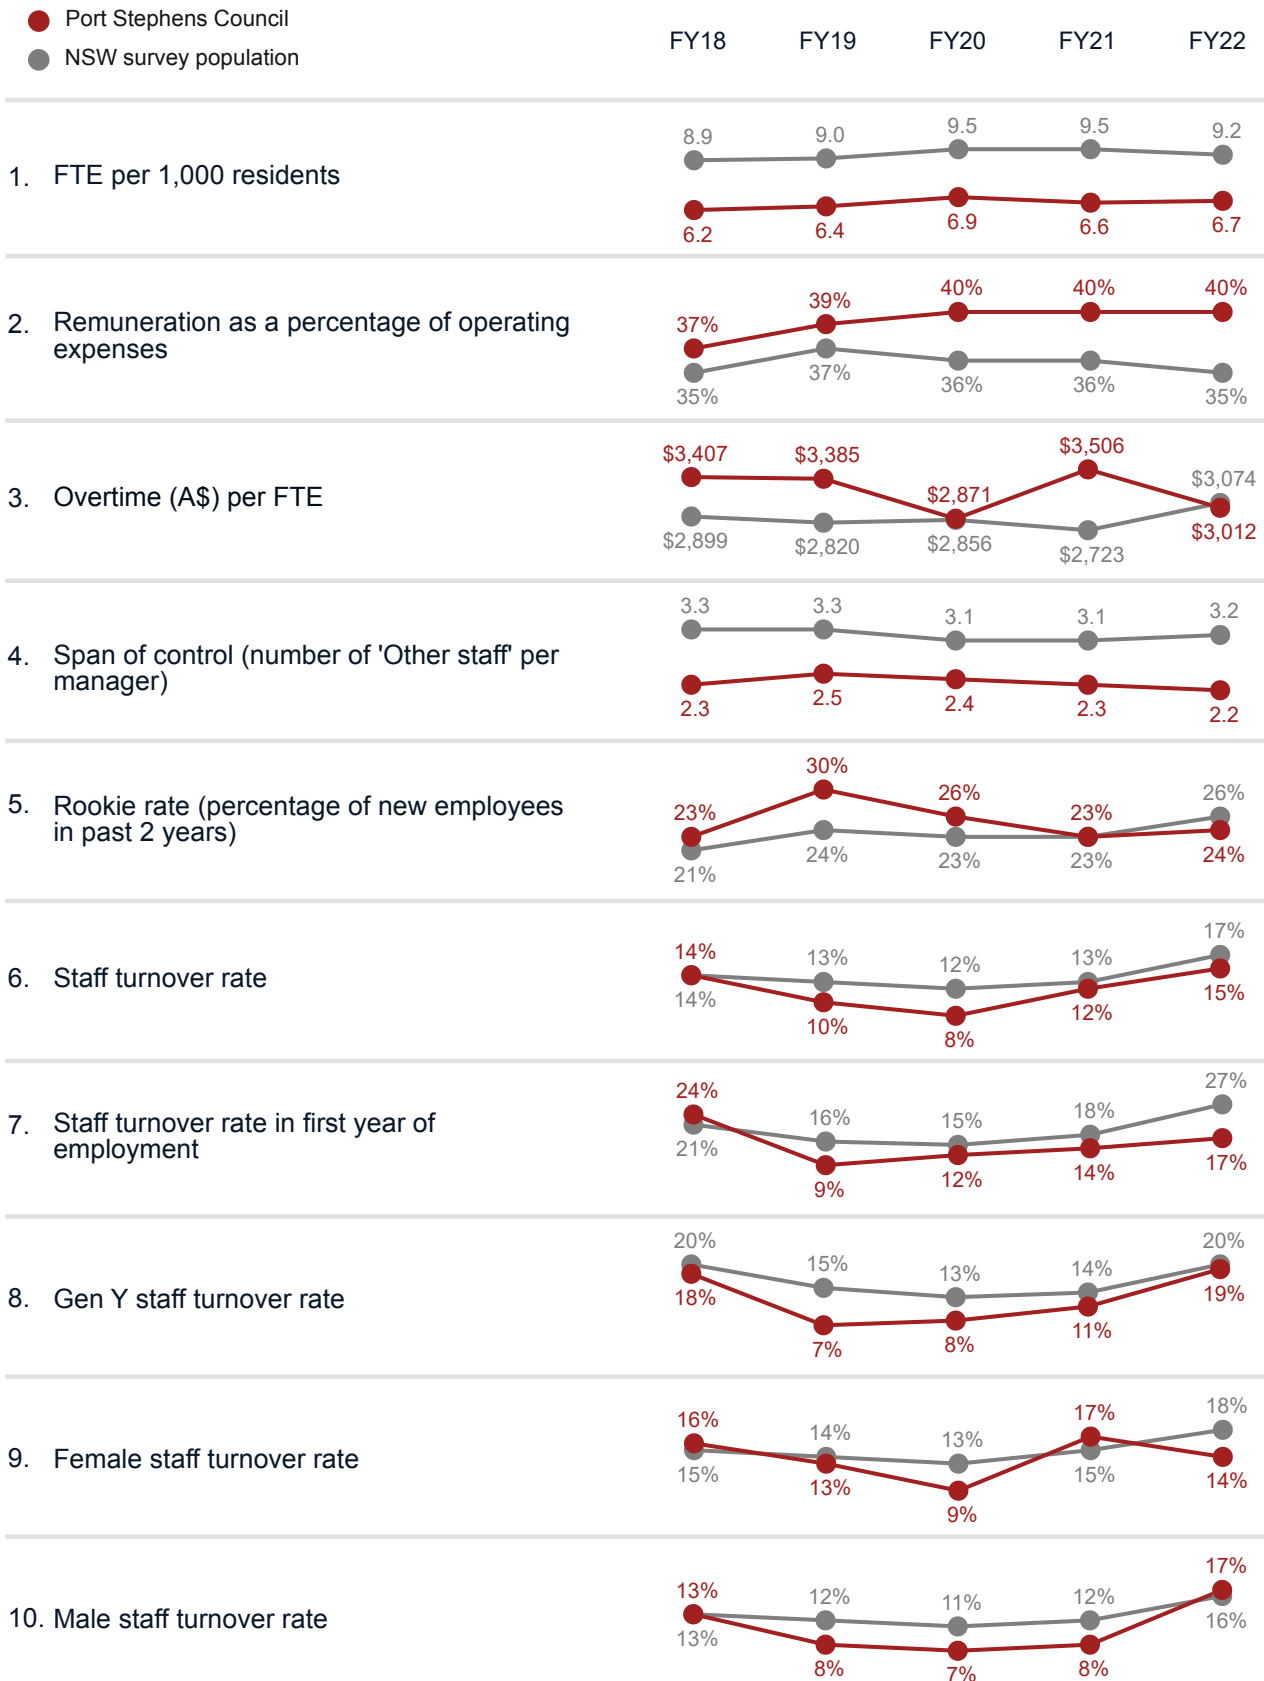 Port Stephens Council
NSW survey population
FY18 FY19 FY20 FY21 FY22
8.9 9.0 9.5 9.5 9.2
1. FTE per 1,000 residents
6.2 6.4 6.9 6.6 6.7
37% 39% 40% 40% 40%
2. Remuneration as a percentage of operating
expenses
35% 37% 36% 36% 35%
$3,407 $3,385 $2,871 $3,506 $3,074
3. Overtime (A$) per FTE
$2,899 $2,820 $2,856 $2,723 $3,012
3.3 3.3 3.1 3.1 3.2
4. Span of control (number of 'Other staff' per
manager)
2.3 2.5 2.4 2.3 2.2
23% 30% 26% 23% 26%
5. Rookie rate (percentage of new employees
in past 2 years)
21% 24% 23% 23% 24%
14% 13% 12% 13% 17%
6. Staff turnover rate
14% 10% 8% 12% 15%
24% 16% 15% 18% 27%
7. Staff turnover rate in first year of
employment
21% 9% 12% 14% 17%
20% 15% 13% 14% 20%
8. Gen Y staff turnover rate
18% 7% 8% 11% 19%
16% 14% 13% 17% 18%
9. Female staff turnover rate
15% 13% 9% 15% 14%
13% 12% 11% 12% 17%
10. Male staff turnover rate
13% 8% 7% 8% 16%